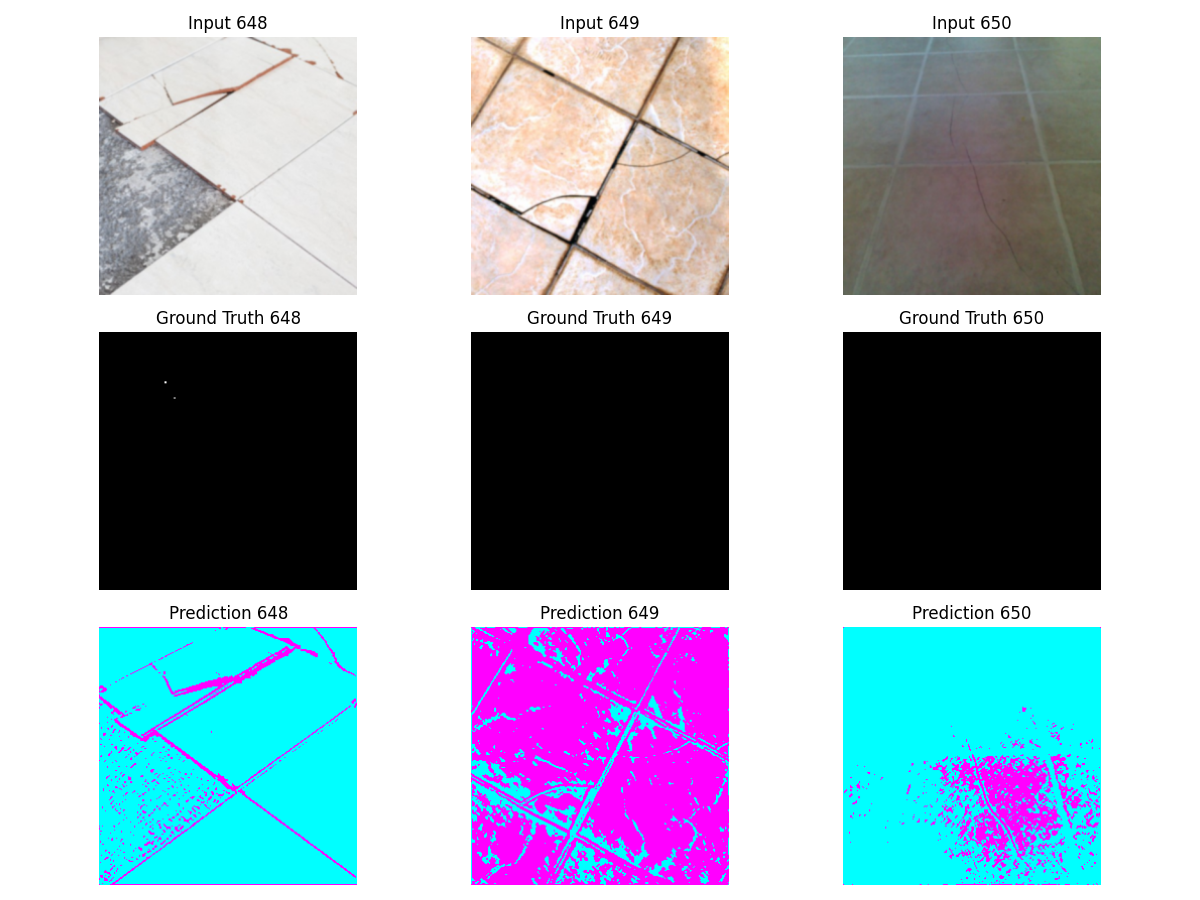 Input 648
Input 649
Input 650
Ground Truth 648
Ground Truth 649
Ground Truth 650
Prediction 648
Prediction 649
Prediction 650